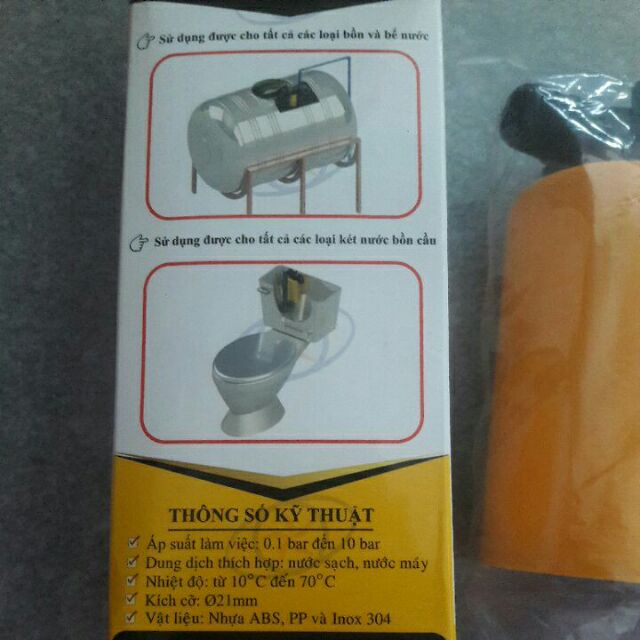 Sử dụng được cho tất cả các loại bồn và bể nước
Sử dụng được cho tất cả các loại két nước bồn cầu
THÔNG SỐ KỸ THUẬT
Áp suất làm việc: 0.1 bar đến 10 bar
Dung dịch thích hợp: nước sạch, nước máy
Nhiệt độ: từ 10°C đến 70°C
Kích cỡ: Ø21mm
Vật liệu: Nhựa ABS, PP và Inox 304